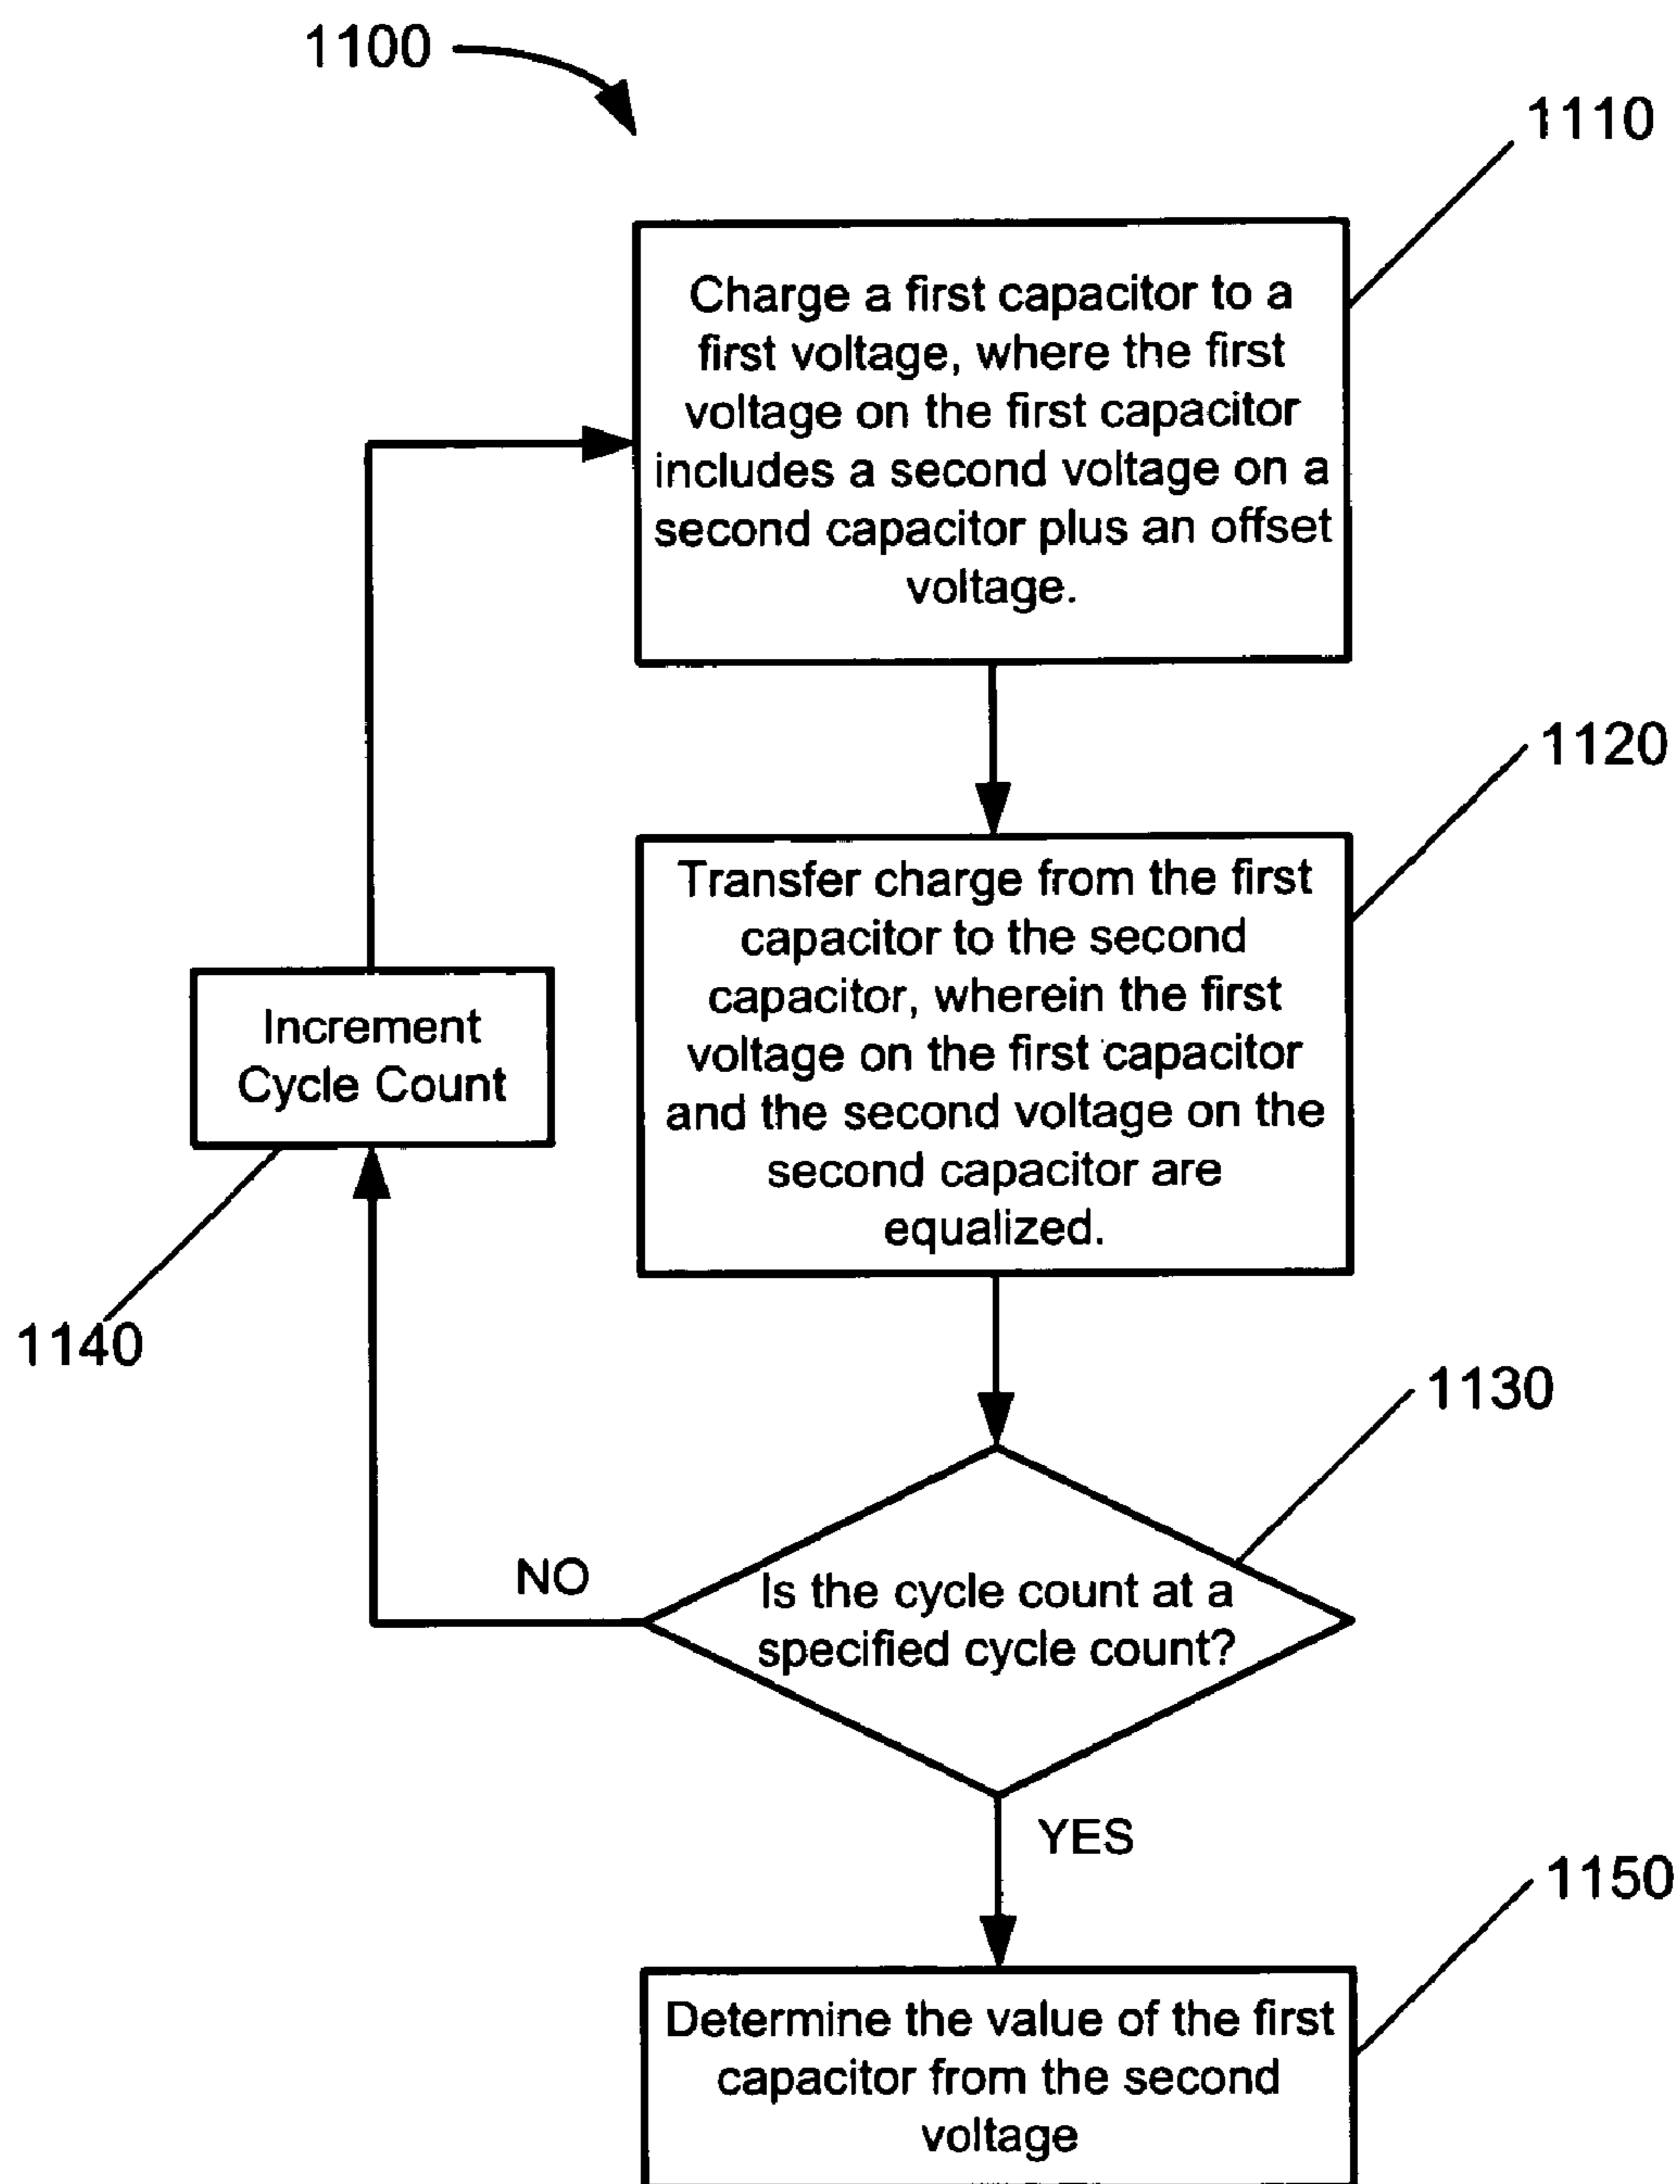 1100
1110
Charge a first capacitor to a
first voltage, where the first
voltage on the first capacitor
includes a second voltage on a
second capacitor plus an offset
voltage.
1120
Transfer charge from the first
capacitor to the second
capacitor, wherein the first
voltage on the first capacitor
and the second voltage on the
second capacitor are
equalized.
Increment
Cycle Count
1140
1130
Is the cycle count at a
specified cycle count?
NO
YES
1150
Determine the value of the first
capacitor from the second
voltage